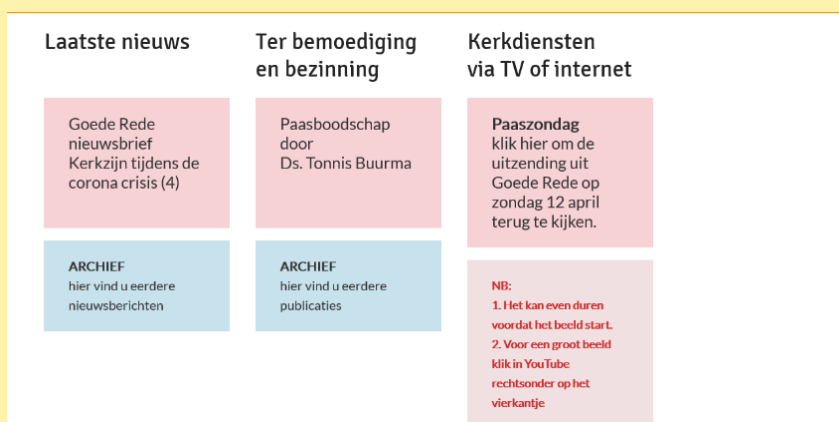 Laatste nieuws
Goede Rede
nieuwsbrief
Kerkzijn tijdens de
corona crisis (4)
ARCHIEF
hier vind u eerdere
nieuwsberichten
Ter bemoediging
en bezinning
Paasboodschap
door
Ds. Tonnis Buurma
ARCHIEF
hier vind u eerdere
publicaties
Kerkdiensten
via TV of internet
Paaszondag
klik hier om de
uitzending uit
Goede Rede op
zondag 12 april
terug te kijken.
NB:
1. Het kan even duren
voordat het beeld start.
2. Voor een groot beeld
klik in YouTube
rechtsonder op het
vierkantje